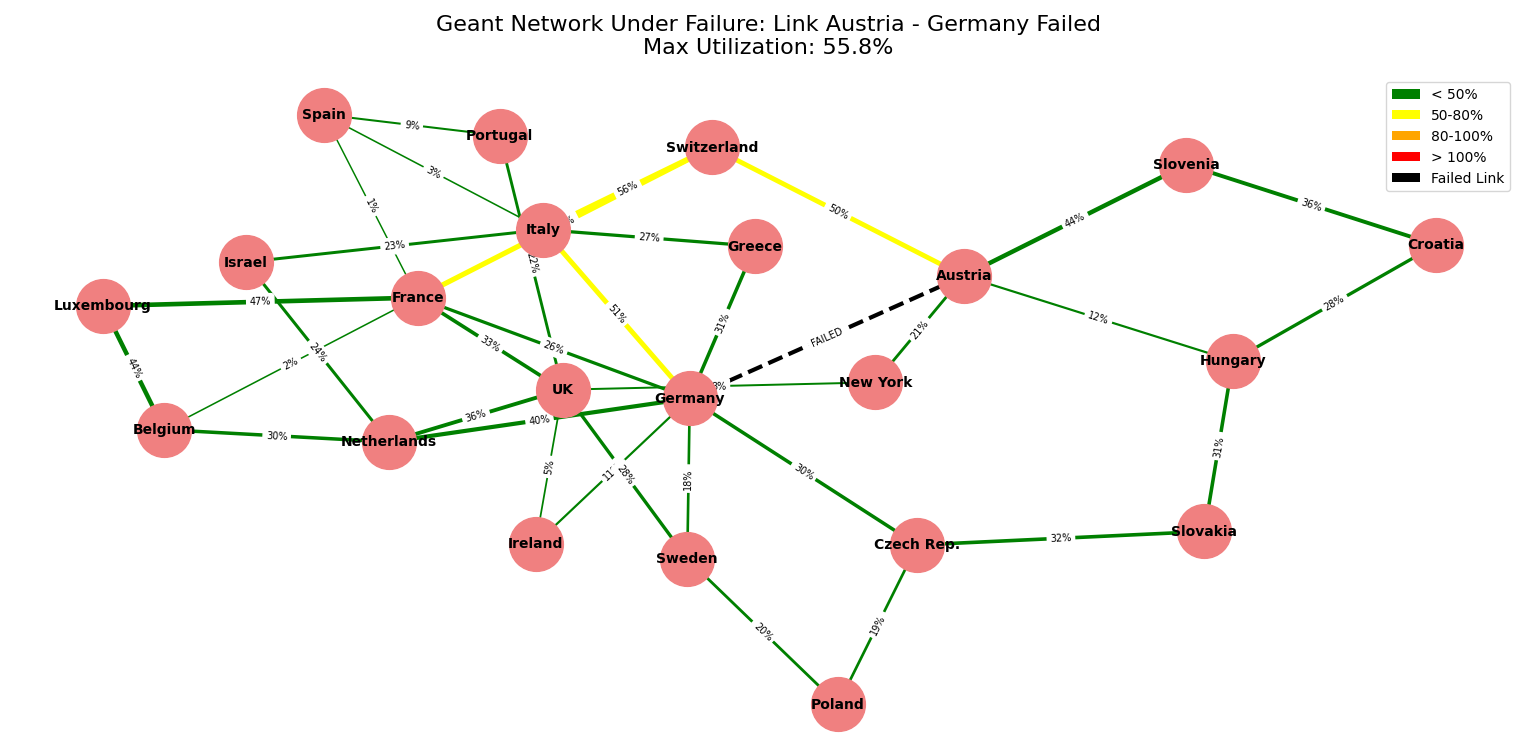 Geant Network Under Failure: Link Austria - Germany Failed
Max Utilization: 55.8%
< 50%
50-80%
80-100%
> 100%
Failed Link
Spain
9%
Portugal
Switzerland
Slovenia
3%
56%
50%
44%
36%
1%
Italy
27%
Greece
Croatia
23%
Israel
22%
Austria
Luxembourg
47%
France
51%
31%
FAILED
12%
28%
33%
26%
21%
24%
2%
44%
Hungary
UK
Germany
New York
36%
40%
Belgium
30%
Netherlands
31%
5%
28%
18%
30%
Ireland
Sweden
Czech Rep.
32%
Slovakia
20%
19%
Poland